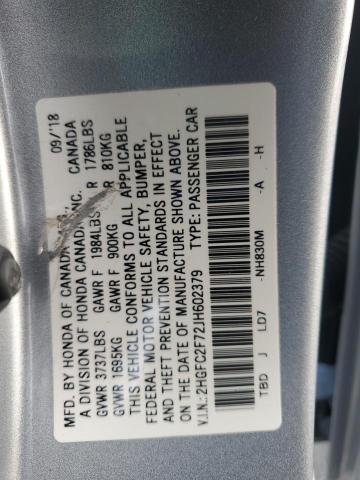 MFD. BY HONDA OF CANADA 09/'18
A DIVISION OF HONDA CANADA INC. CANADA
GVWR 3737LBS GAWR F 1984LBS R 1786LBS
GVWR 1695KG GAWR F 900KG R 810KG
THIS VEHICLE CONFORMS TO ALL APPLICABLE
FEDERAL MOTOR VEHICLE SAFETY, BUMPER,
AND THEFT PREVENTION STANDARDS IN EFFECT
ON THE DATE OF MANUFACTURE SHOWN ABOVE.
V.I.N.: 2HGFC2F72JH602379 TYPE: PASSENGER CAR
TBD J LD7 -NH830M -A -H